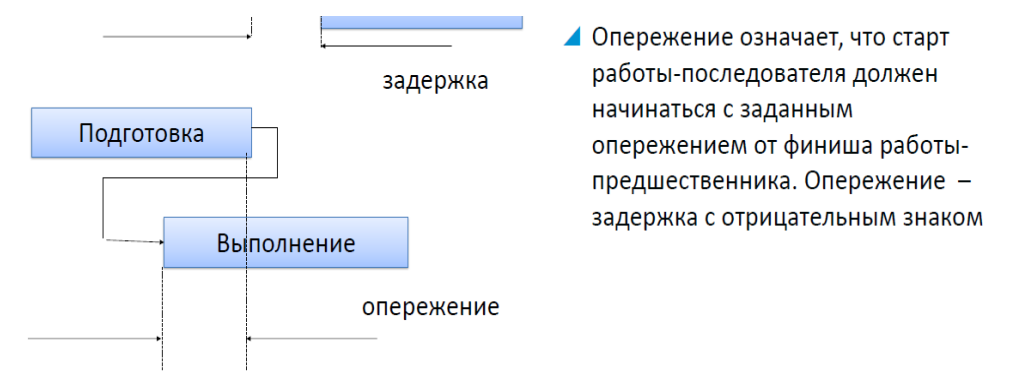 задержка
Подготовка
Выполнение
опережение
Опережение означает, что старт
работы-последователя должен
начинаться с заданным
опережением от финиша работы-
предшественника. Опережение –
задержка с отрицательным знаком